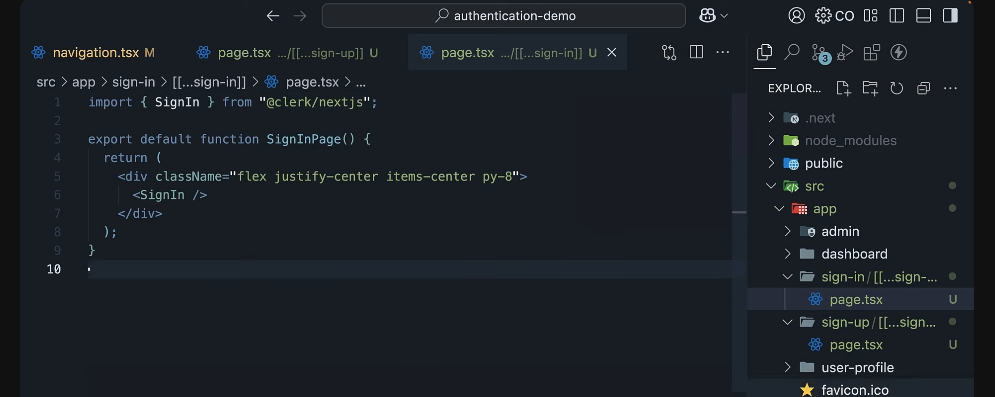 authentication-demo
CO
navigation.tsx M
page.tsx .../[[...sign-up]] U
page.tsx .../[[...sign-in]] U
3
src > app > sign-in > [[...sign-in]] > page.tsx > ...
EXPLOR...
1 import { SignIn } from "@clerk/nextjs";
2
3 export default function SignInPage() {
4 return (
5 <div className="flex justify-center items-center py-8">
6 <SignIn />
7 </div>
8 );
9 }
10
.next
node_modules
public
src
app
admin
dashboard
sign-in/[[...sign-...
page.tsx U
sign-up/[[...sign...
page.tsx U
user-profile
favicon.ico